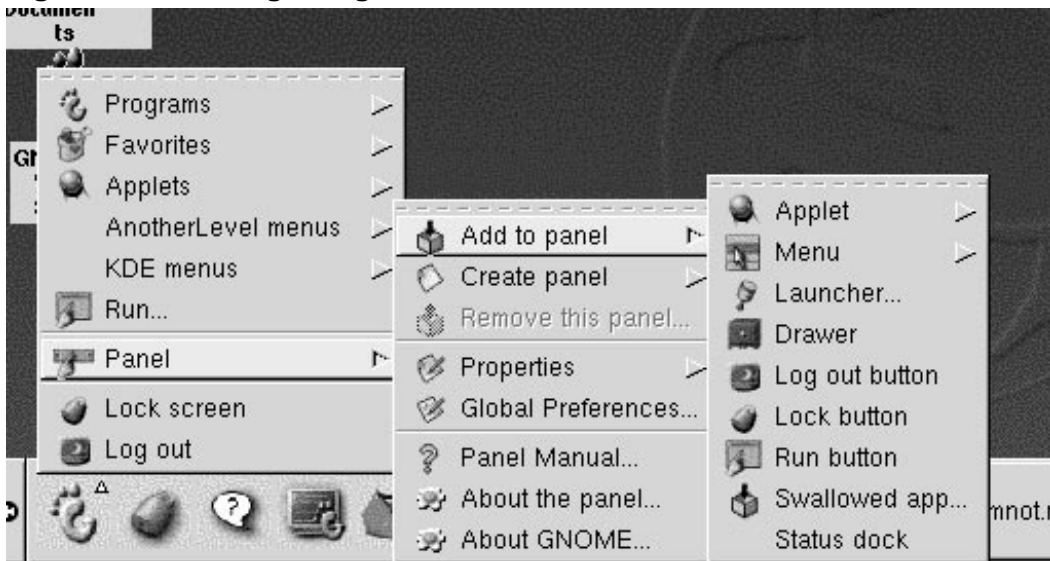 ts
Programs
Favorites
Applets
AnotherLevel menus
KDE menus
Run...
Panel
Lock screen
Log out
Add to panel
Create panel
Remove this panel...
Properties
Global Preferences...
Panel Manual...
About the panel...
About GNOME...
Applet
Menu
Launcher...
Drawer
Log out button
Lock button
Run button
Swallowed app...
Status dock